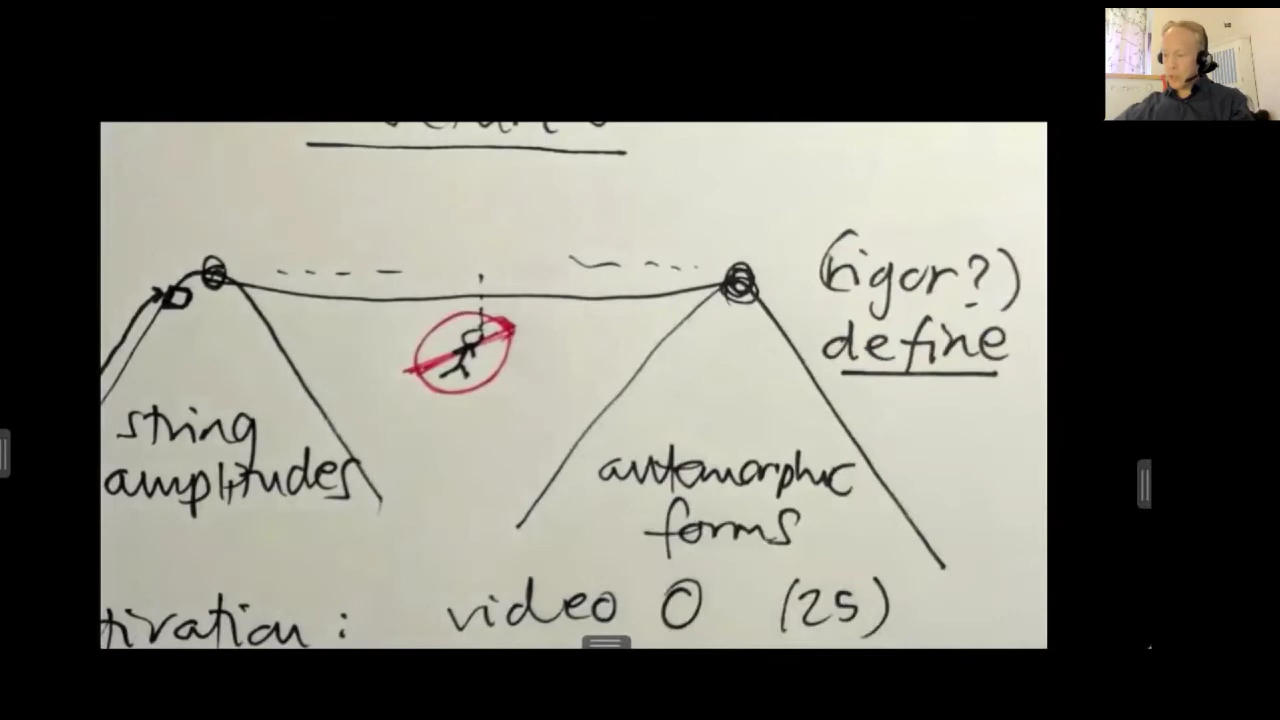 (rigor?)
define
string
amplitudes
automorphic
forms
video 0 (25)